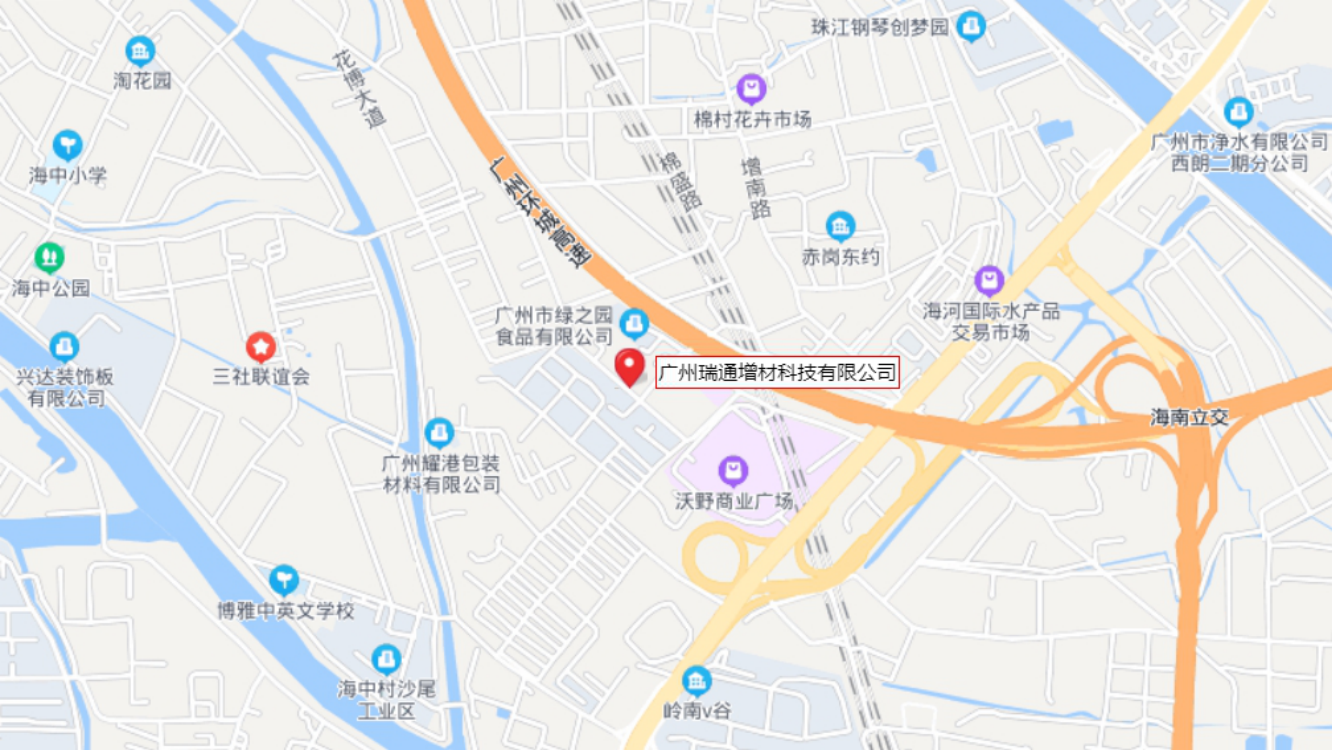 珠江钢琴创梦园
淘花园
花博大道
棉村花卉市场
广州市净水有限公司
西朗二期分公司
海中小学
棉盛路
增南路
广州环城高速
赤岗东约
海中公园
海河国际水产品
交易市场
广州市绿之园
食品有限公司
兴达装饰板
有限公司
三社联谊会
广州瑞通增材科技有限公司
海南立交
广州耀港包装
材料有限公司
沃野商业广场
博雅中英文学校
海中村沙尾
工业区
岭南v谷